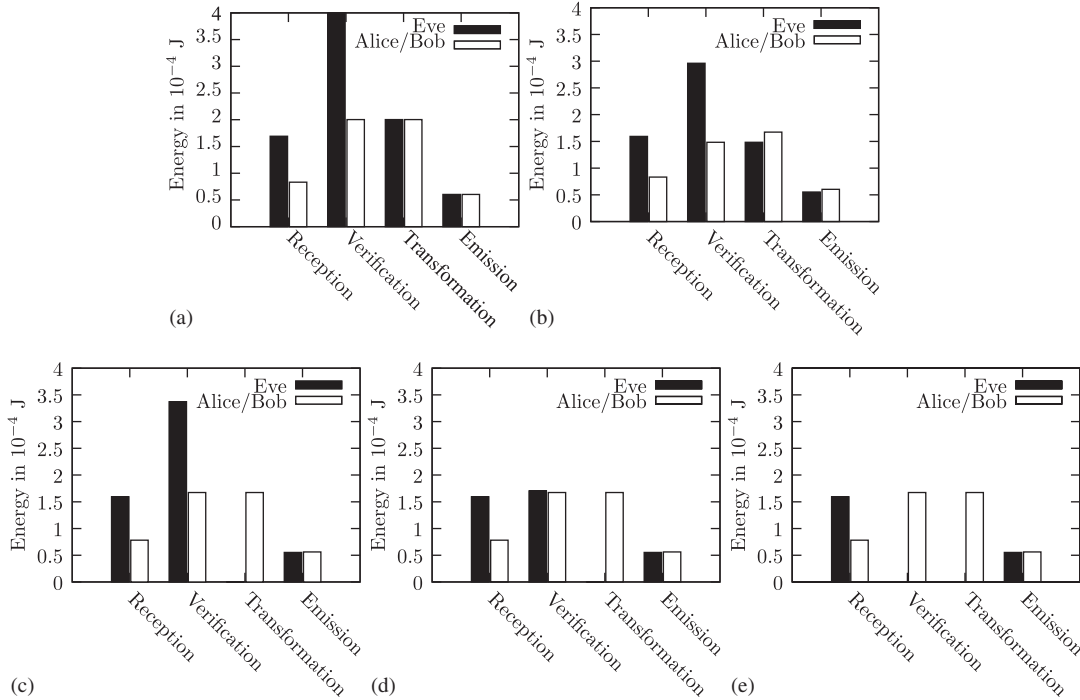 4
3.5
3
2.5
2
1.5
1
0.5
0
Energy in 10⁻⁴ J
Eve
Alice/Bob
Reception
Verification
Transformation
Emission
(a)
4
3.5
3
2.5
2
1.5
1
0.5
0
Energy in 10⁻⁴ J
Eve
Alice/Bob
Reception
Verification
Transformation
Emission
(b)
4
3.5
3
2.5
2
1.5
1
0.5
0
Energy in 10⁻⁴ J
Eve
Alice/Bob
Reception
Verification
Transformation
Emission
(c)
4
3.5
3
2.5
2
1.5
1
0.5
0
Energy in 10⁻⁴ J
Eve
Alice/Bob
Reception
Verification
Transformation
Emission
(d)
4
3.5
3
2.5
2
1.5
1
0.5
0
Energy in 10⁻⁴ J
Eve
Alice/Bob
Reception
Verification
Transformation
Emission
(e)